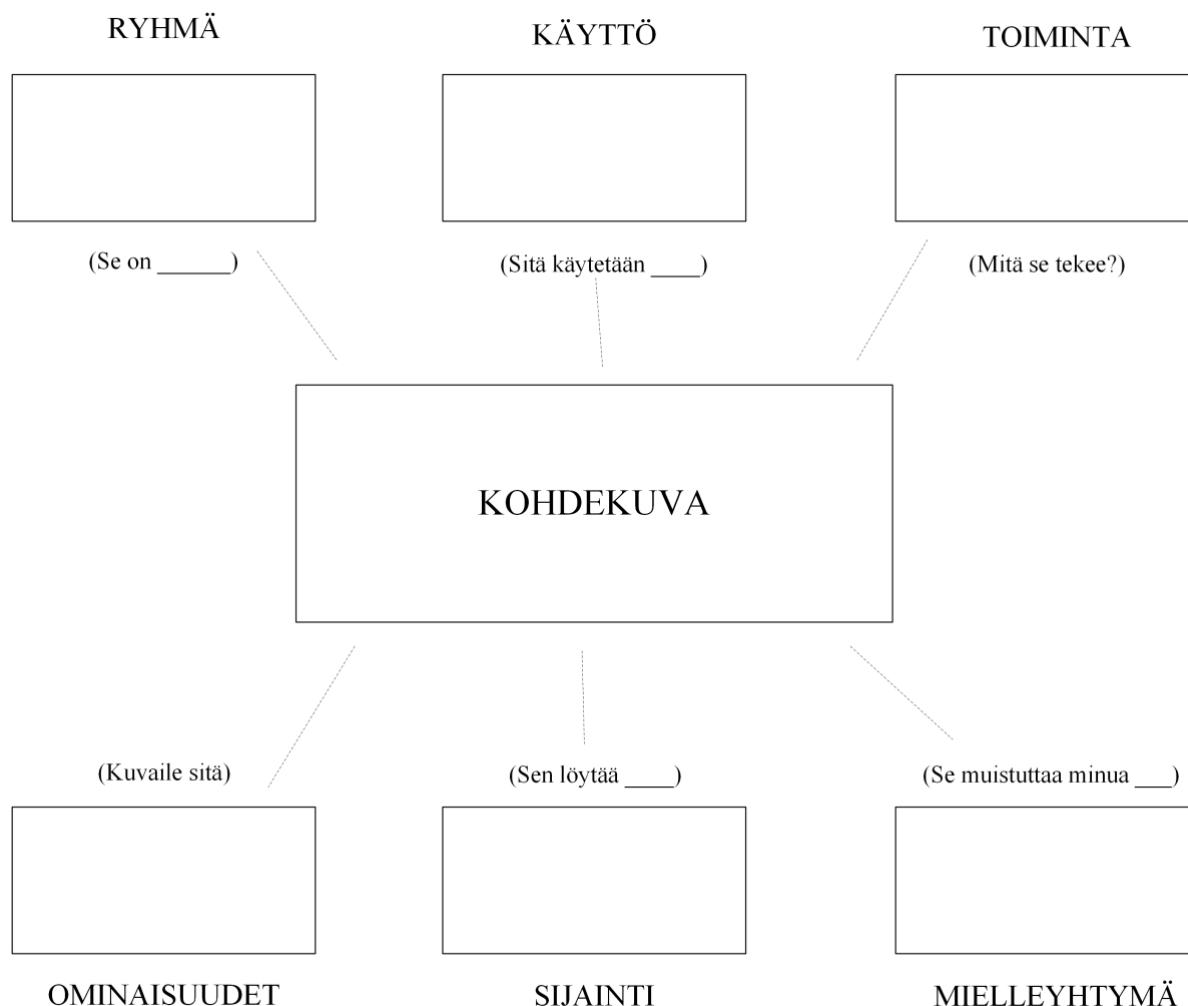 RYHMÄ
KÄYTTÖ
TOIMINTA
(Se on ______)
(Sitä käytetään ____)
(Mitä se tekee?)
KOHDEKUVA
(Kuvaile sitä)
(Sen löytää ____)
(Se muistuttaa minua ___)
OMINAISUUDET
SIJAINTI
MIELLEYHTYMÄ